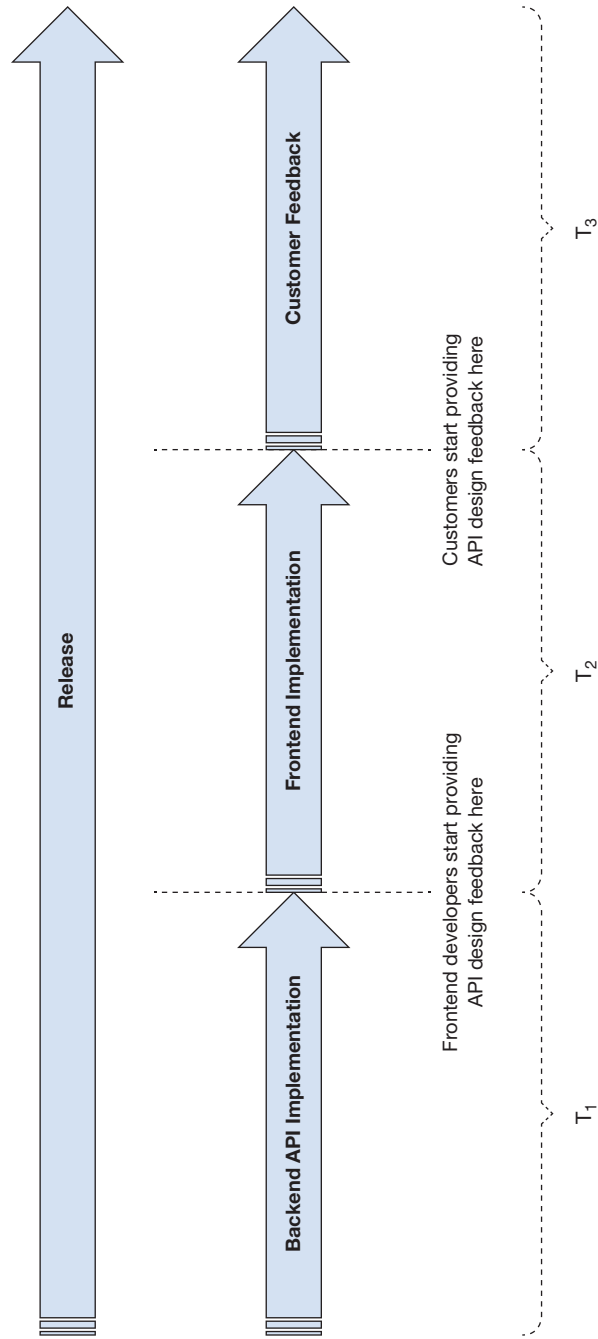 Release
Backend API Implementation
Frontend Implementation
Customer Feedback
Frontend developers start providing
API design feedback here
Customers start providing
API design feedback here
T₁
T₂
T₃